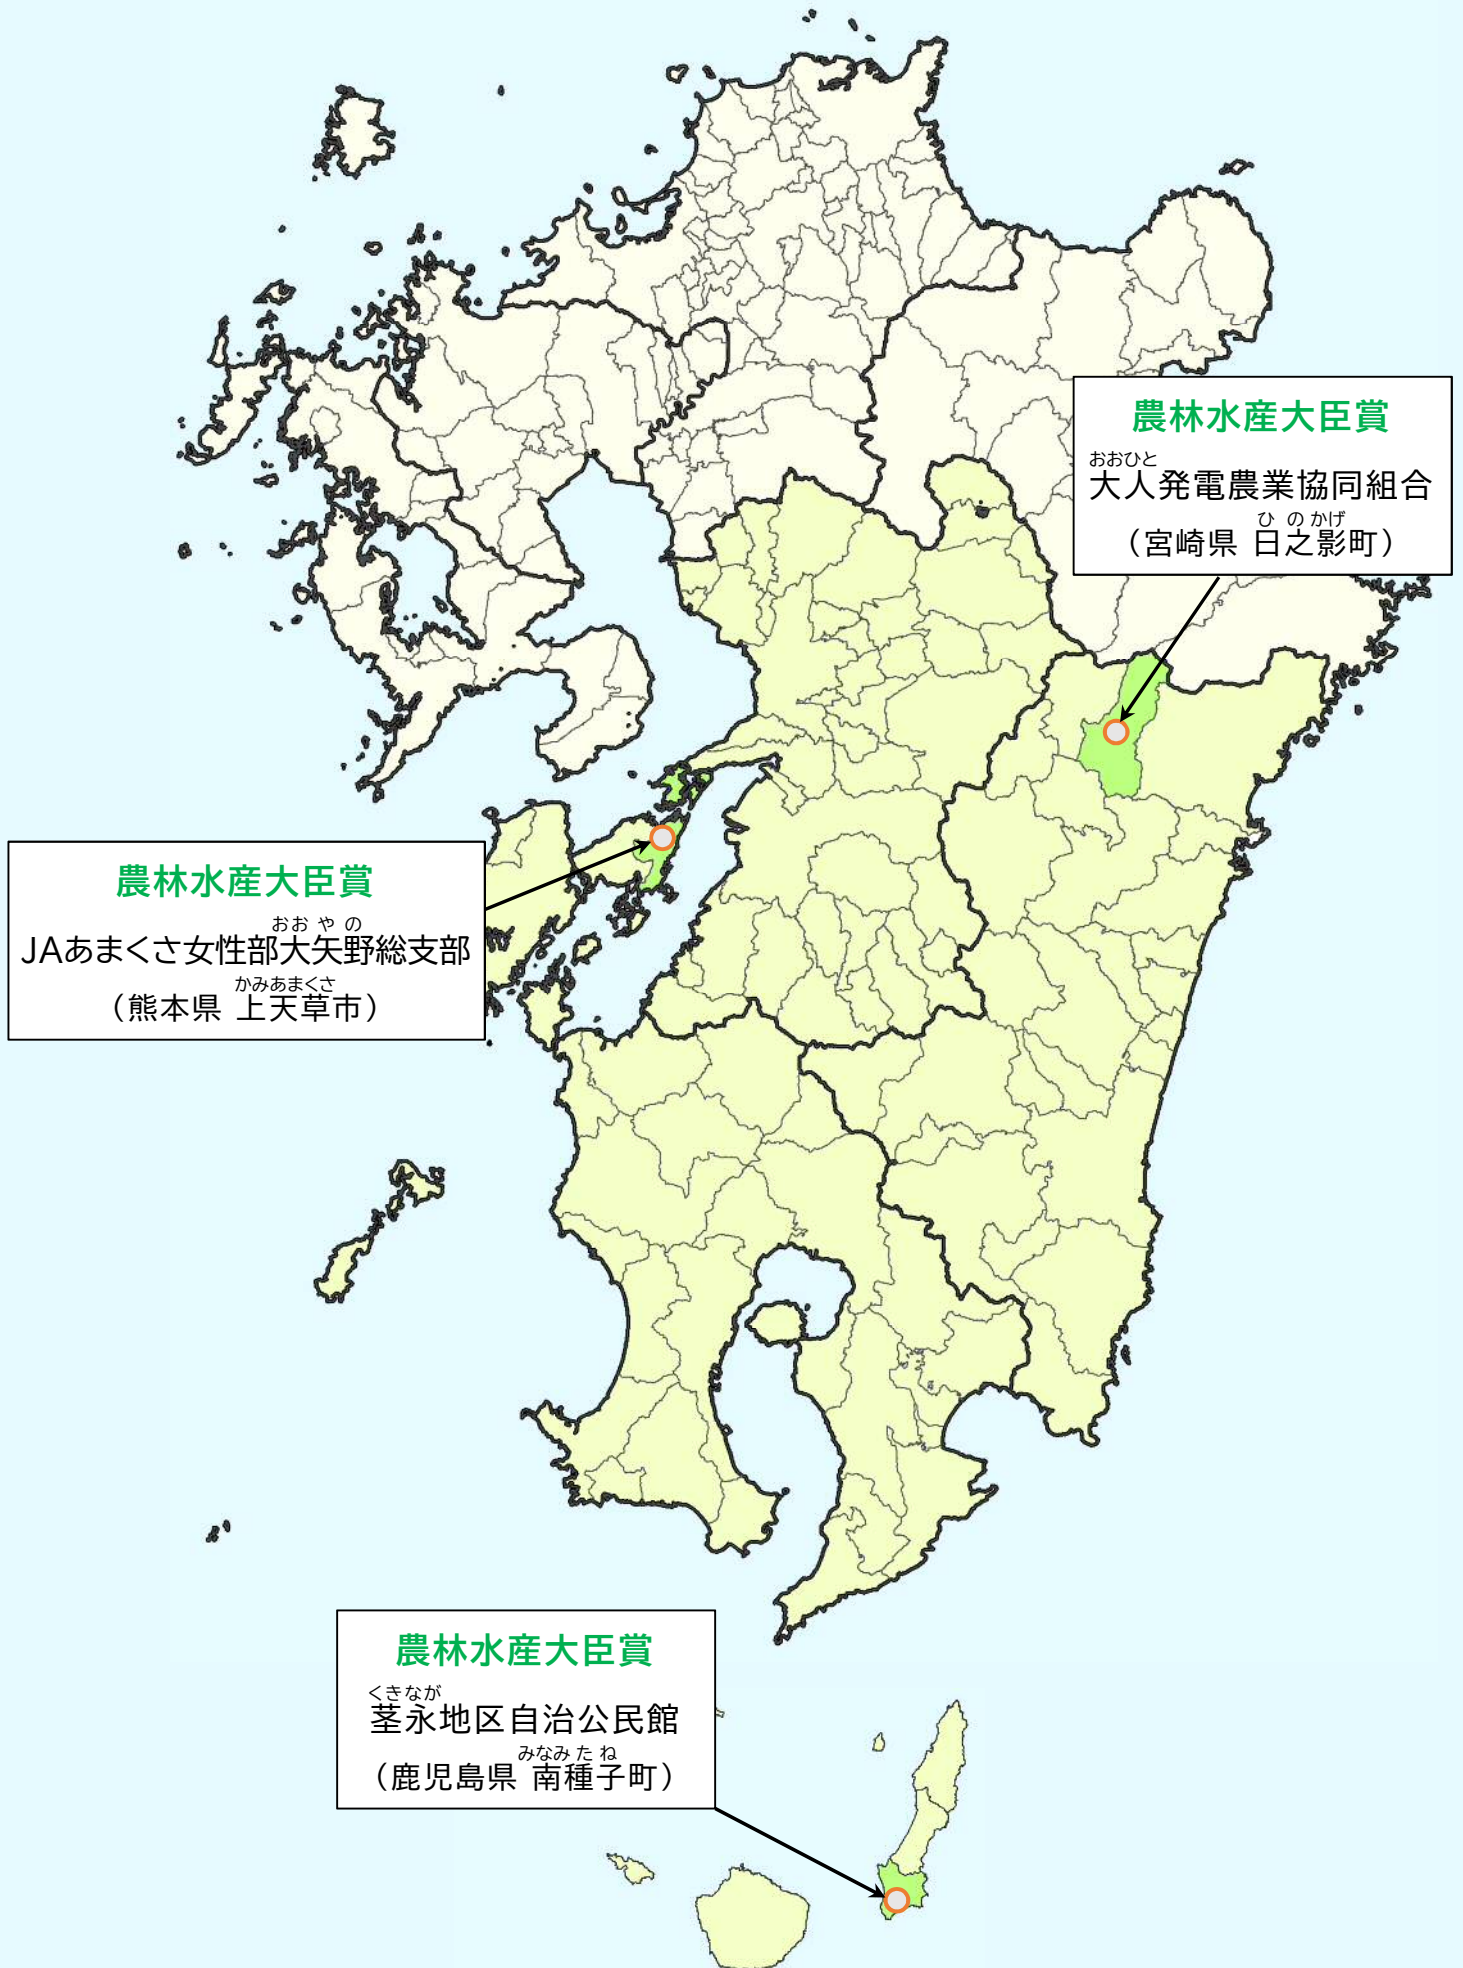 農林水産大臣賞
おおひと
大人発電農業協同組合
ひのかげ
（宮崎県 日之影町）
農林水産大臣賞
おおやの
JAあまくさ女性部大矢野総支部
かみあまくさ
（熊本県 上天草市）
農林水産大臣賞
くきなが
茎永地区自治公民館
みなみたね
（鹿児島県 南種子町）